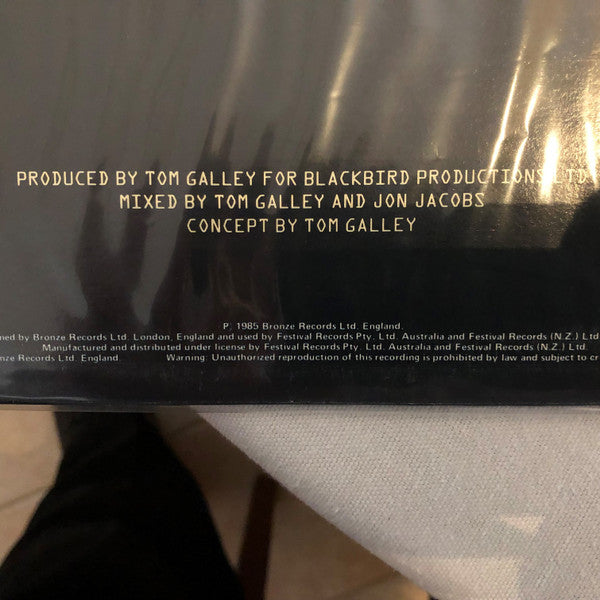 PRODUCED BY TOM GALLEY FOR BLACKBIRD PRODUCTIONS LTD
MIXED BY TOM GALLEY AND JON JACOBS
CONCEPT BY TOM GALLEY
P. 1985 Bronze Records Ltd. England.
ned by Bronze Records Ltd. London, England and used by Festival Records Pty. Ltd. Australia and Festival Records (N.Z.) Ltd
Manufactured and distributed under license by Festival Records Pty. Ltd. Australia and Festival Records (N.Z.) Ltd.
nze Records Ltd. England. Warning: Unauthorized reproduction of this recording is prohibited by law and subject to cr